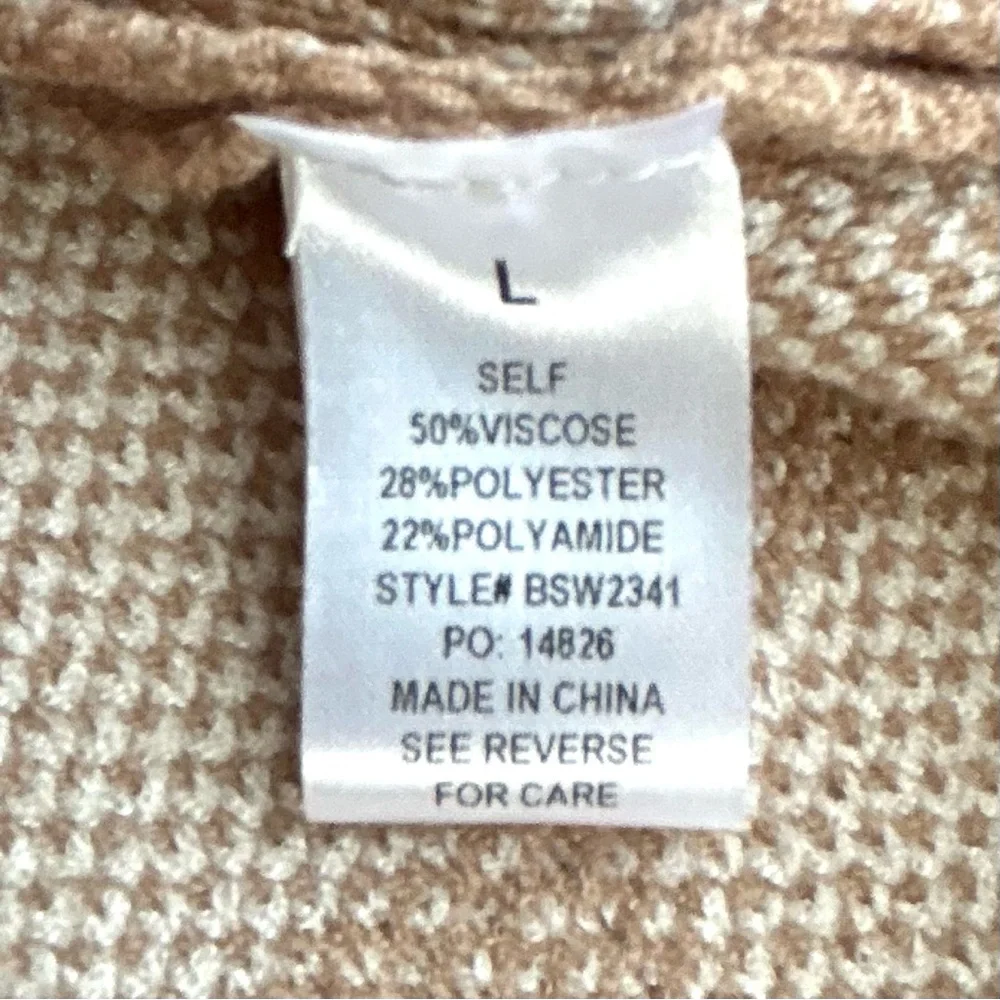 L
SELF
50%VISCOSE
28%POLYESTER
22%POLYAMIDE
STYLE# BSW2341
PO: 14826
MADE IN CHINA
SEE REVERSE
FOR CARE